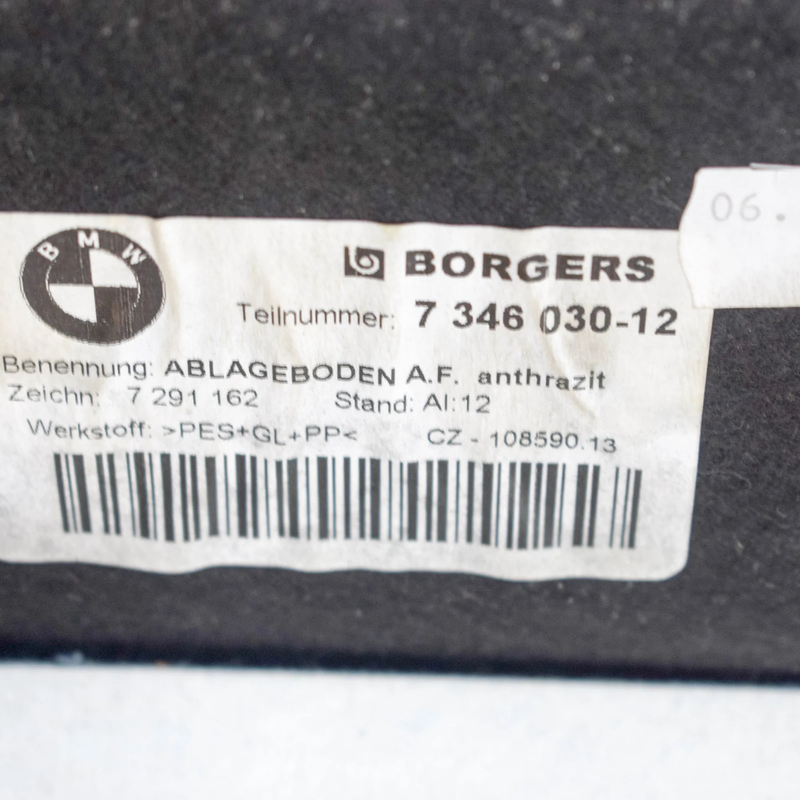 BMW
BORGERS
06.
Teilnummer: 7 346 030-12
Benennung: ABLAGEBODEN A.F. anthrazit
Zeichn: 7 291 162 Stand: AI:12
Werkstoff: >PES+GL+PP< CZ - 108590.13